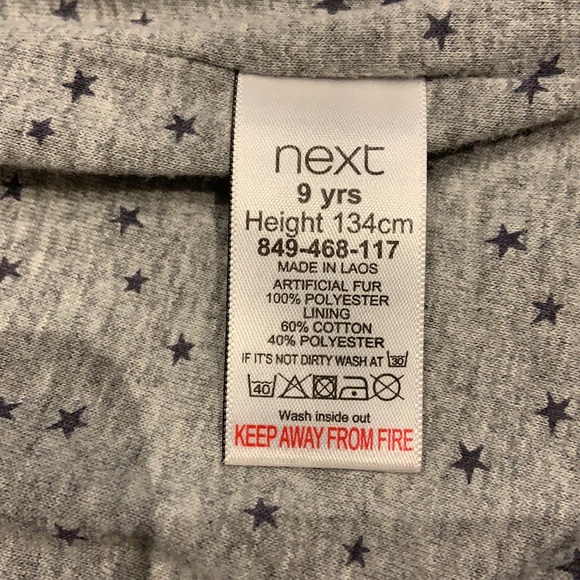 next
9 yrs
Height 134cm
849-468-117
MADE IN LAOS
ARTIFICIAL FUR
100% POLYESTER
LINING
60% COTTON
40% POLYESTER
IF IT'S NOT DIRTY WASH AT 30
40
Wash inside out
KEEP AWAY FROM FIRE